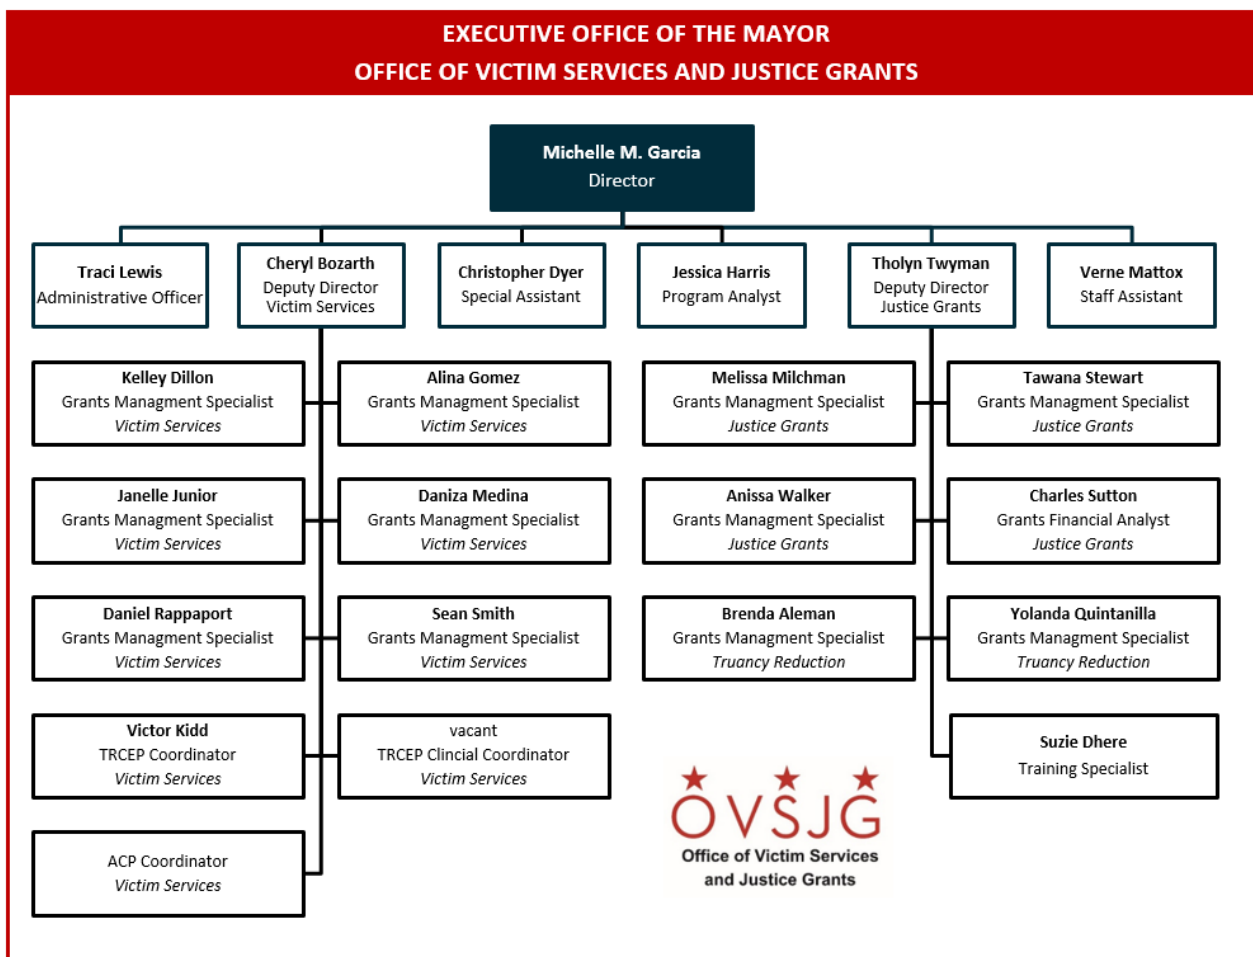 EXECUTIVE OFFICE OF THE MAYOR
OFFICE OF VICTIM SERVICES AND JUSTICE GRANTS
Michelle M. Garcia
Director
Traci Lewis
Administrative Officer
Cheryl Bozarth
Deputy Director
Victim Services
Christopher Dyer
Special Assistant
Jessica Harris
Program Analyst
Tholyn Twyman
Deputy Director
Justice Grants
Verne Mattox
Staff Assistant
Kelley Dillon
Grants Managment Specialist
Victim Services
Alina Gomez
Grants Managment Specialist
Victim Services
Melissa Milchman
Grants Managment Specialist
Justice Grants
Tawana Stewart
Grants Managment Specialist
Justice Grants
Janelle Junior
Grants Managment Specialist
Victim Services
Daniza Medina
Grants Managment Specialist
Victim Services
Anissa Walker
Grants Managment Specialist
Justice Grants
Charles Sutton
Grants Financial Analyst
Justice Grants
Daniel Rappaport
Grants Managment Specialist
Victim Services
Sean Smith
Grants Managment Specialist
Victim Services
Brenda Aleman
Grants Managment Specialist
Truancy Reduction
Yolanda Quintanilla
Grants Managment Specialist
Truancy Reduction
Victor Kidd
TRCEP Coordinator
Victim Services
vacant
TRCEP Clincial Coordinator
Victim Services
Suzie Dhere
Training Specialist
ACP Coordinator
Victim Services
OVSJG
Office of Victim Services
and Justice Grants